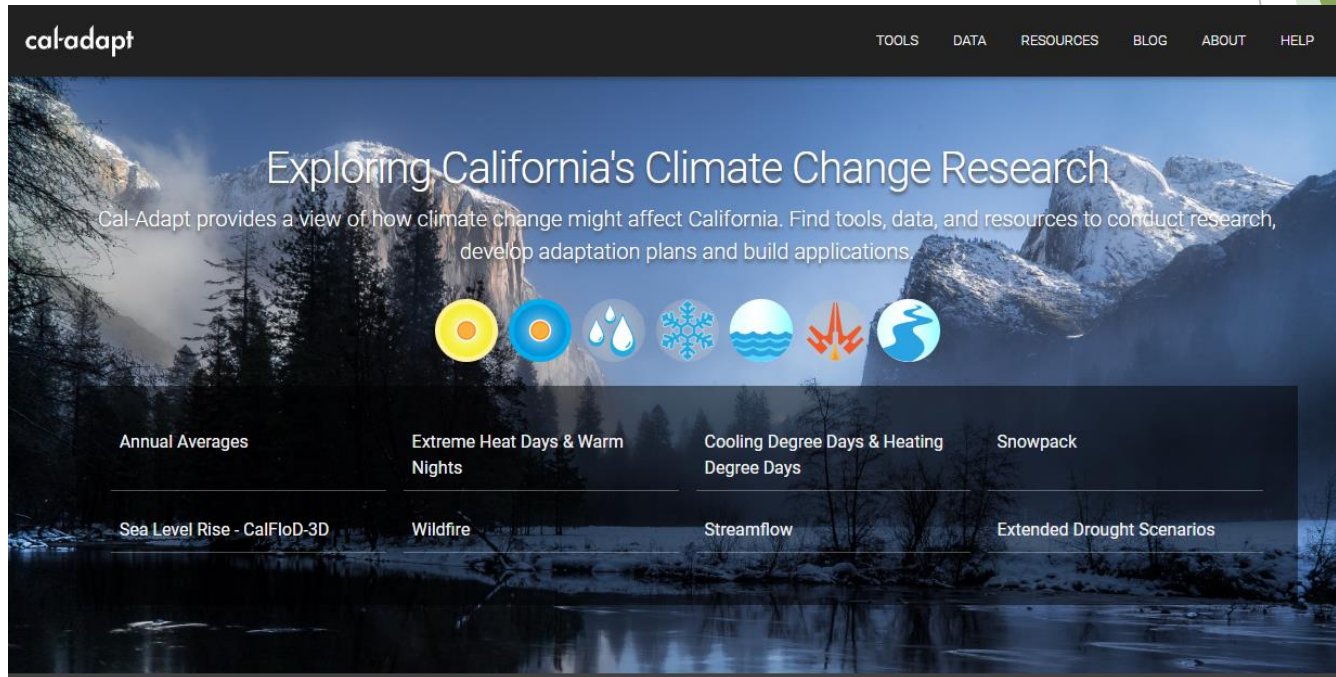 cal-adapt
TOOLS DATA RESOURCES BLOG ABOUT HELP
Exploring California's Climate Change Research
Cal-Adapt provides a view of how climate change might affect California. Find tools, data, and resources to conduct research,
develop adaptation plans and build applications.
Annual Averages
Extreme Heat Days & Warm
Nights
Cooling Degree Days & Heating
Degree Days
Snowpack
Sea Level Rise - CalFloD-3D
Wildfire
Streamflow
Extended Drought Scenarios